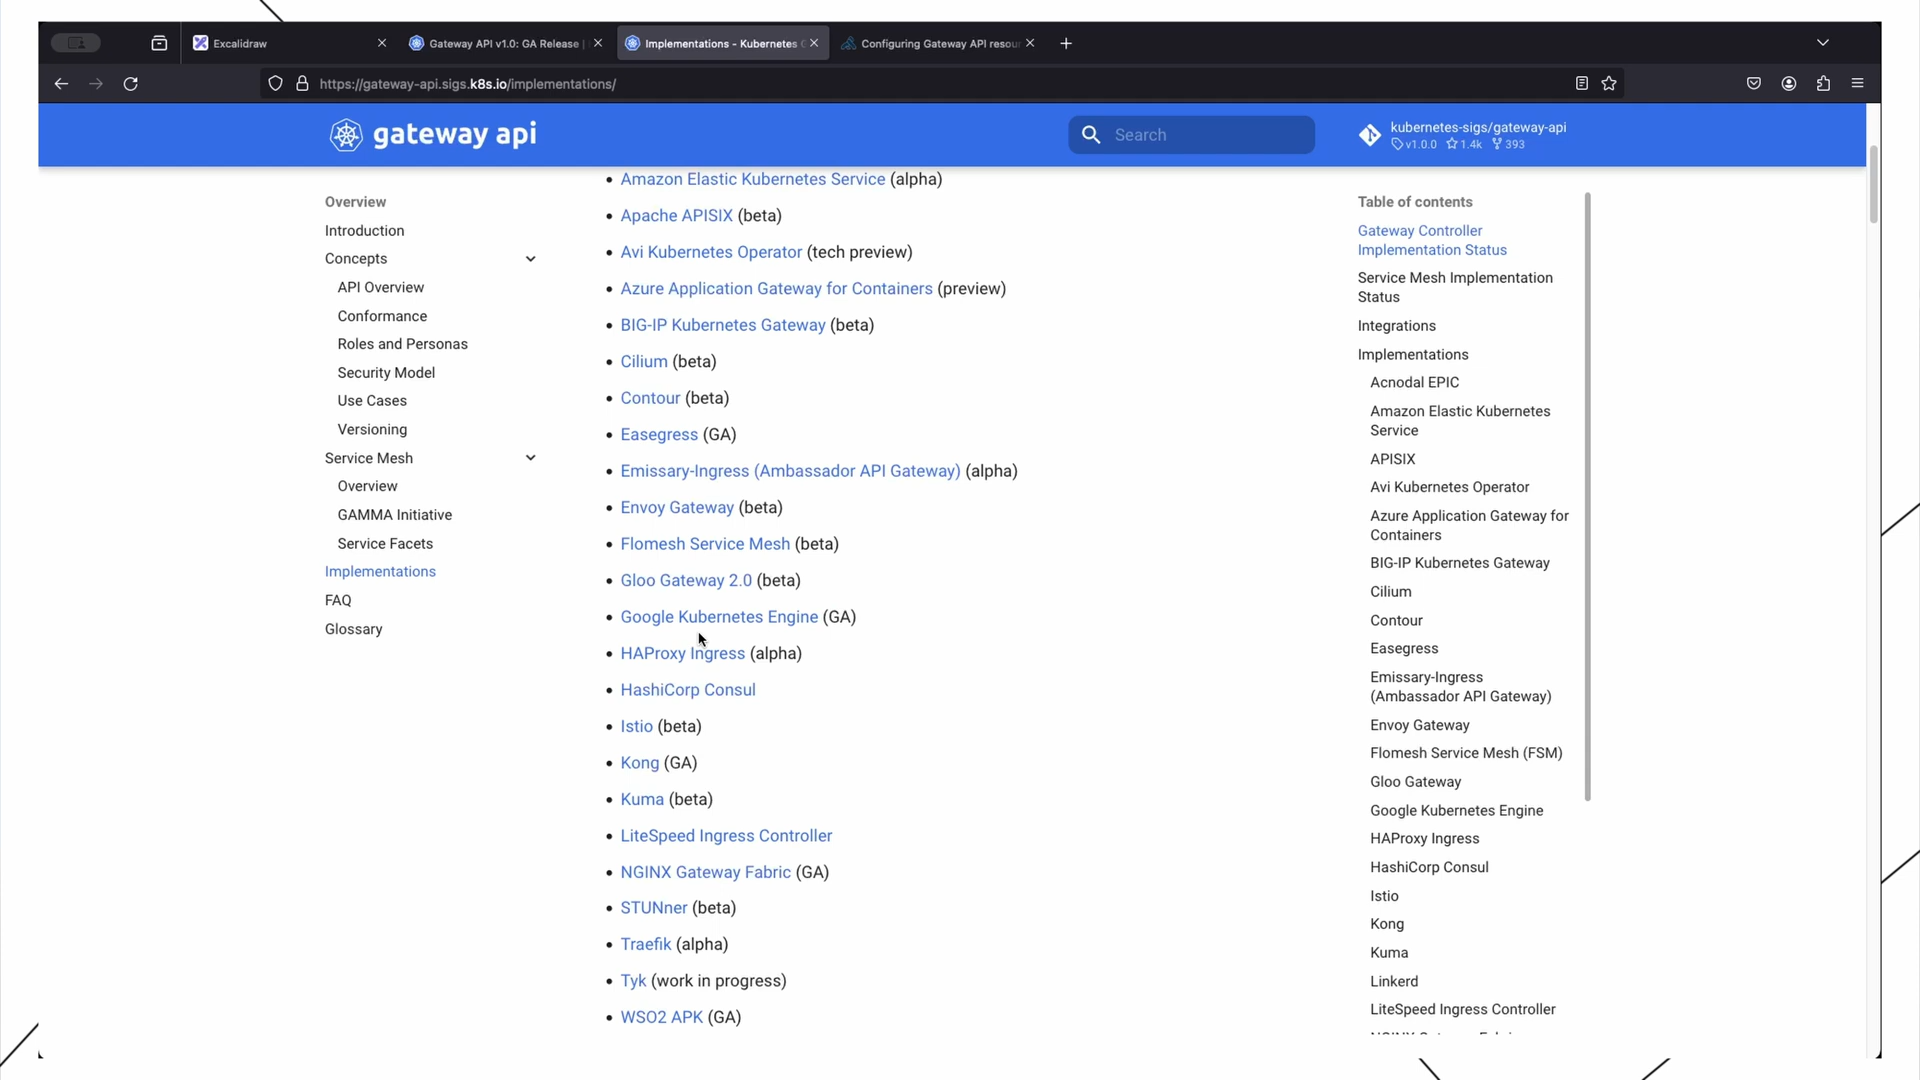 Excalidraw
Gateway API v1.0: GA Release |
Implementations - Kubernetes
Configuring Gateway API resou
https://gateway-api.sigs.k8s.io/implementations/
gateway api
Search
kubernetes-sigs/gateway-api
v1.0.0 1.4k 393
Overview
Introduction
Concepts
API Overview
Conformance
Roles and Personas
Security Model
Use Cases
Versioning
Service Mesh
Overview
GAMMA Initiative
Service Facets
Implementations
FAQ
Glossary
Amazon Elastic Kubernetes Service (alpha)
Apache APISIX (beta)
Avi Kubernetes Operator (tech preview)
Azure Application Gateway for Containers (preview)
BIG-IP Kubernetes Gateway (beta)
Cilium (beta)
Contour (beta)
Easegress (GA)
Emissary-Ingress (Ambassador API Gateway) (alpha)
Envoy Gateway (beta)
Flomesh Service Mesh (beta)
Gloo Gateway 2.0 (beta)
Google Kubernetes Engine (GA)
HAProxy Ingress (alpha)
HashiCorp Consul
Istio (beta)
Kong (GA)
Kuma (beta)
LiteSpeed Ingress Controller
NGINX Gateway Fabric (GA)
STUNner (beta)
Traefik (alpha)
Tyk (work in progress)
WSO2 APK (GA)
Table of contents
Gateway Controller
Implementation Status
Service Mesh Implementation
Status
Integrations
Implementations
Acnodal EPIC
Amazon Elastic Kubernetes
Service
APISIX
Avi Kubernetes Operator
Azure Application Gateway for
Containers
BIG-IP Kubernetes Gateway
Cilium
Contour
Easegress
Emissary-Ingress
(Ambassador API Gateway)
Envoy Gateway
Flomesh Service Mesh (FSM)
Gloo Gateway
Google Kubernetes Engine
HAProxy Ingress
HashiCorp Consul
Istio
Kong
Kuma
Linkerd
LiteSpeed Ingress Controller